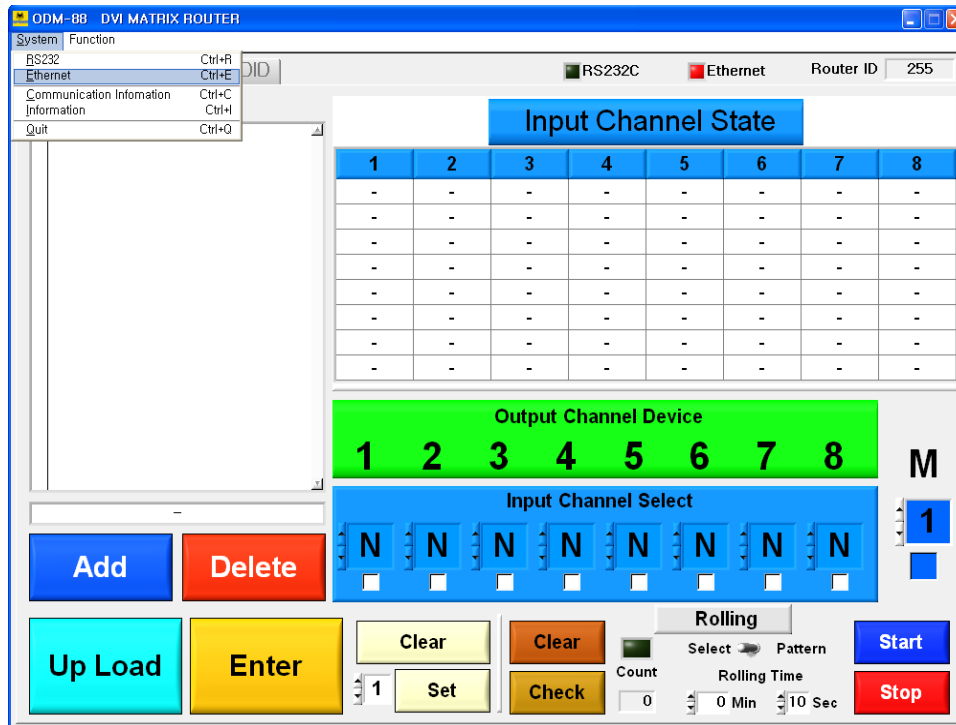 ODM-88 DVI MATRIX ROUTER
System Function
RS232 Ctrl+R
Ethernet Ctrl+E
Communication Infomation Ctrl+C
Information Ctrl+I
Quit Ctrl+Q
RS232C Ethernet Router ID 255
Input Channel State
1 2 3 4 5 6 7 8
- - - - - - - -
- - - - - - - -
- - - - - - - -
- - - - - - - -
- - - - - - - -
- - - - - - - -
- - - - - - - -
- - - - - - - -
Output Channel Device
1 2 3 4 5 6 7 8
M
Input Channel Select
N N N N N N N N
1
–
Add Delete
Up Load Enter
Clear
1 Set
Clear
Check
Count
0
Rolling
Select Pattern
Rolling Time
0 Min 10 Sec
Start
Stop